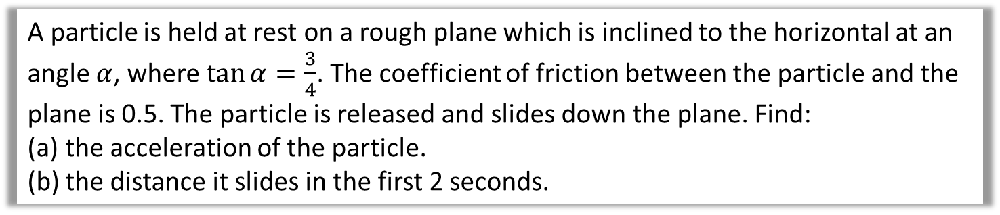 A particle is held at rest on a rough plane which is inclined to the horizontal at an
angle α, where tan α = 3/4. The coefficient of friction between the particle and the
plane is 0.5. The particle is released and slides down the plane. Find:
(a) the acceleration of the particle.
(b) the distance it slides in the first 2 seconds.